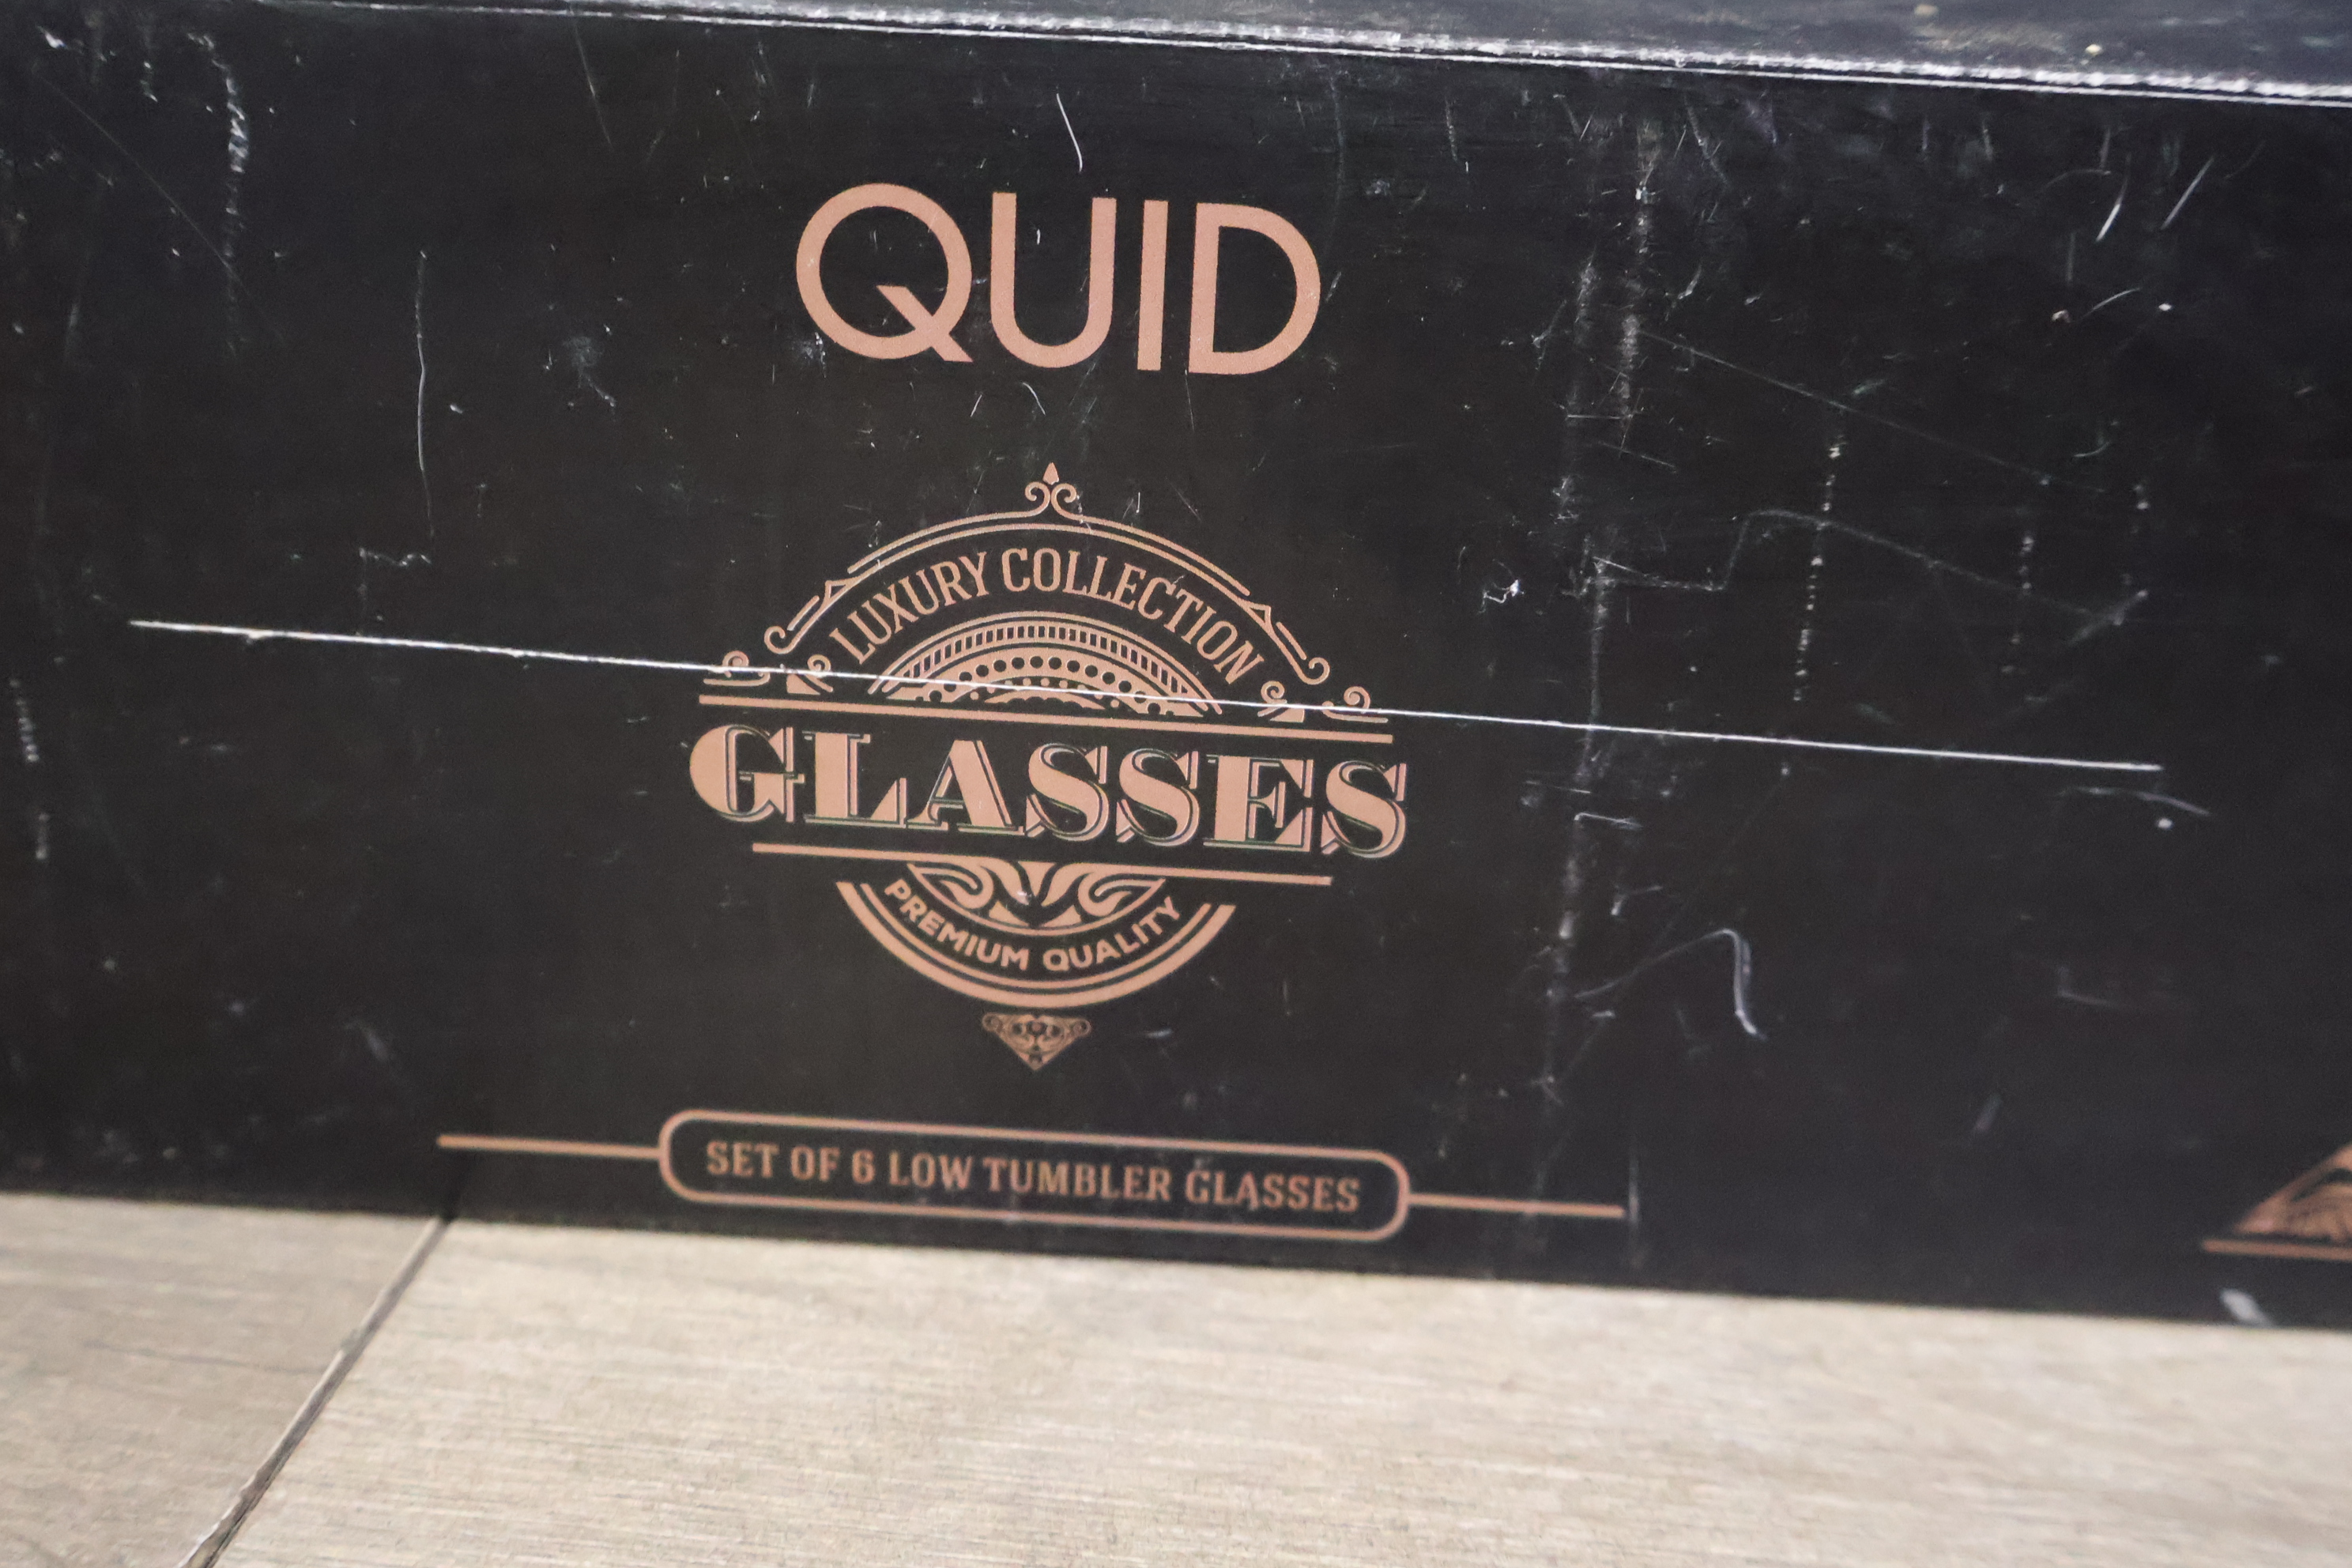 QUID
LUXURY COLLECTION
GLASSES
PREMIUM QUALITY
SET OF 6 LOW TUMBLER GLASSES